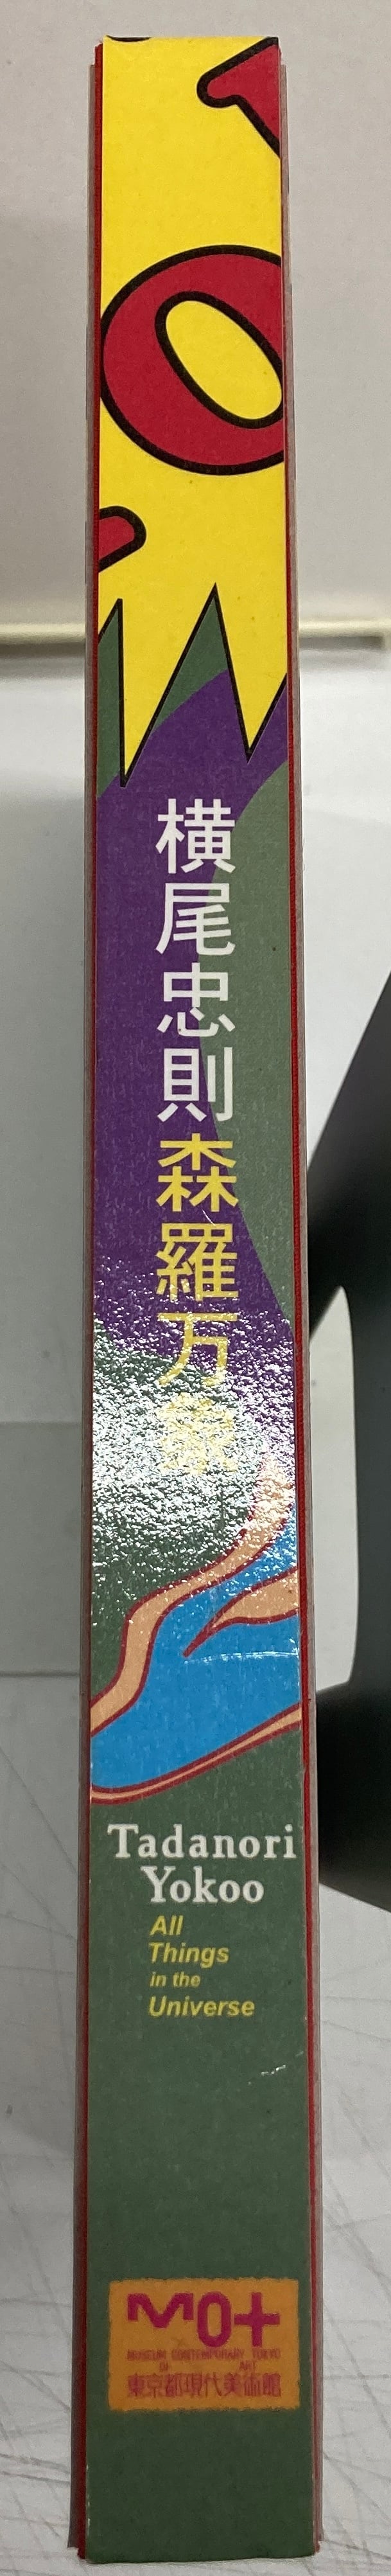 O
横尾忠則森羅万象
Tadanori
Yokoo
All
Things
in the
Universe
MOT
MUSEUM CONTEMPORARY TOKYO
OF ART
東京都現代美術館